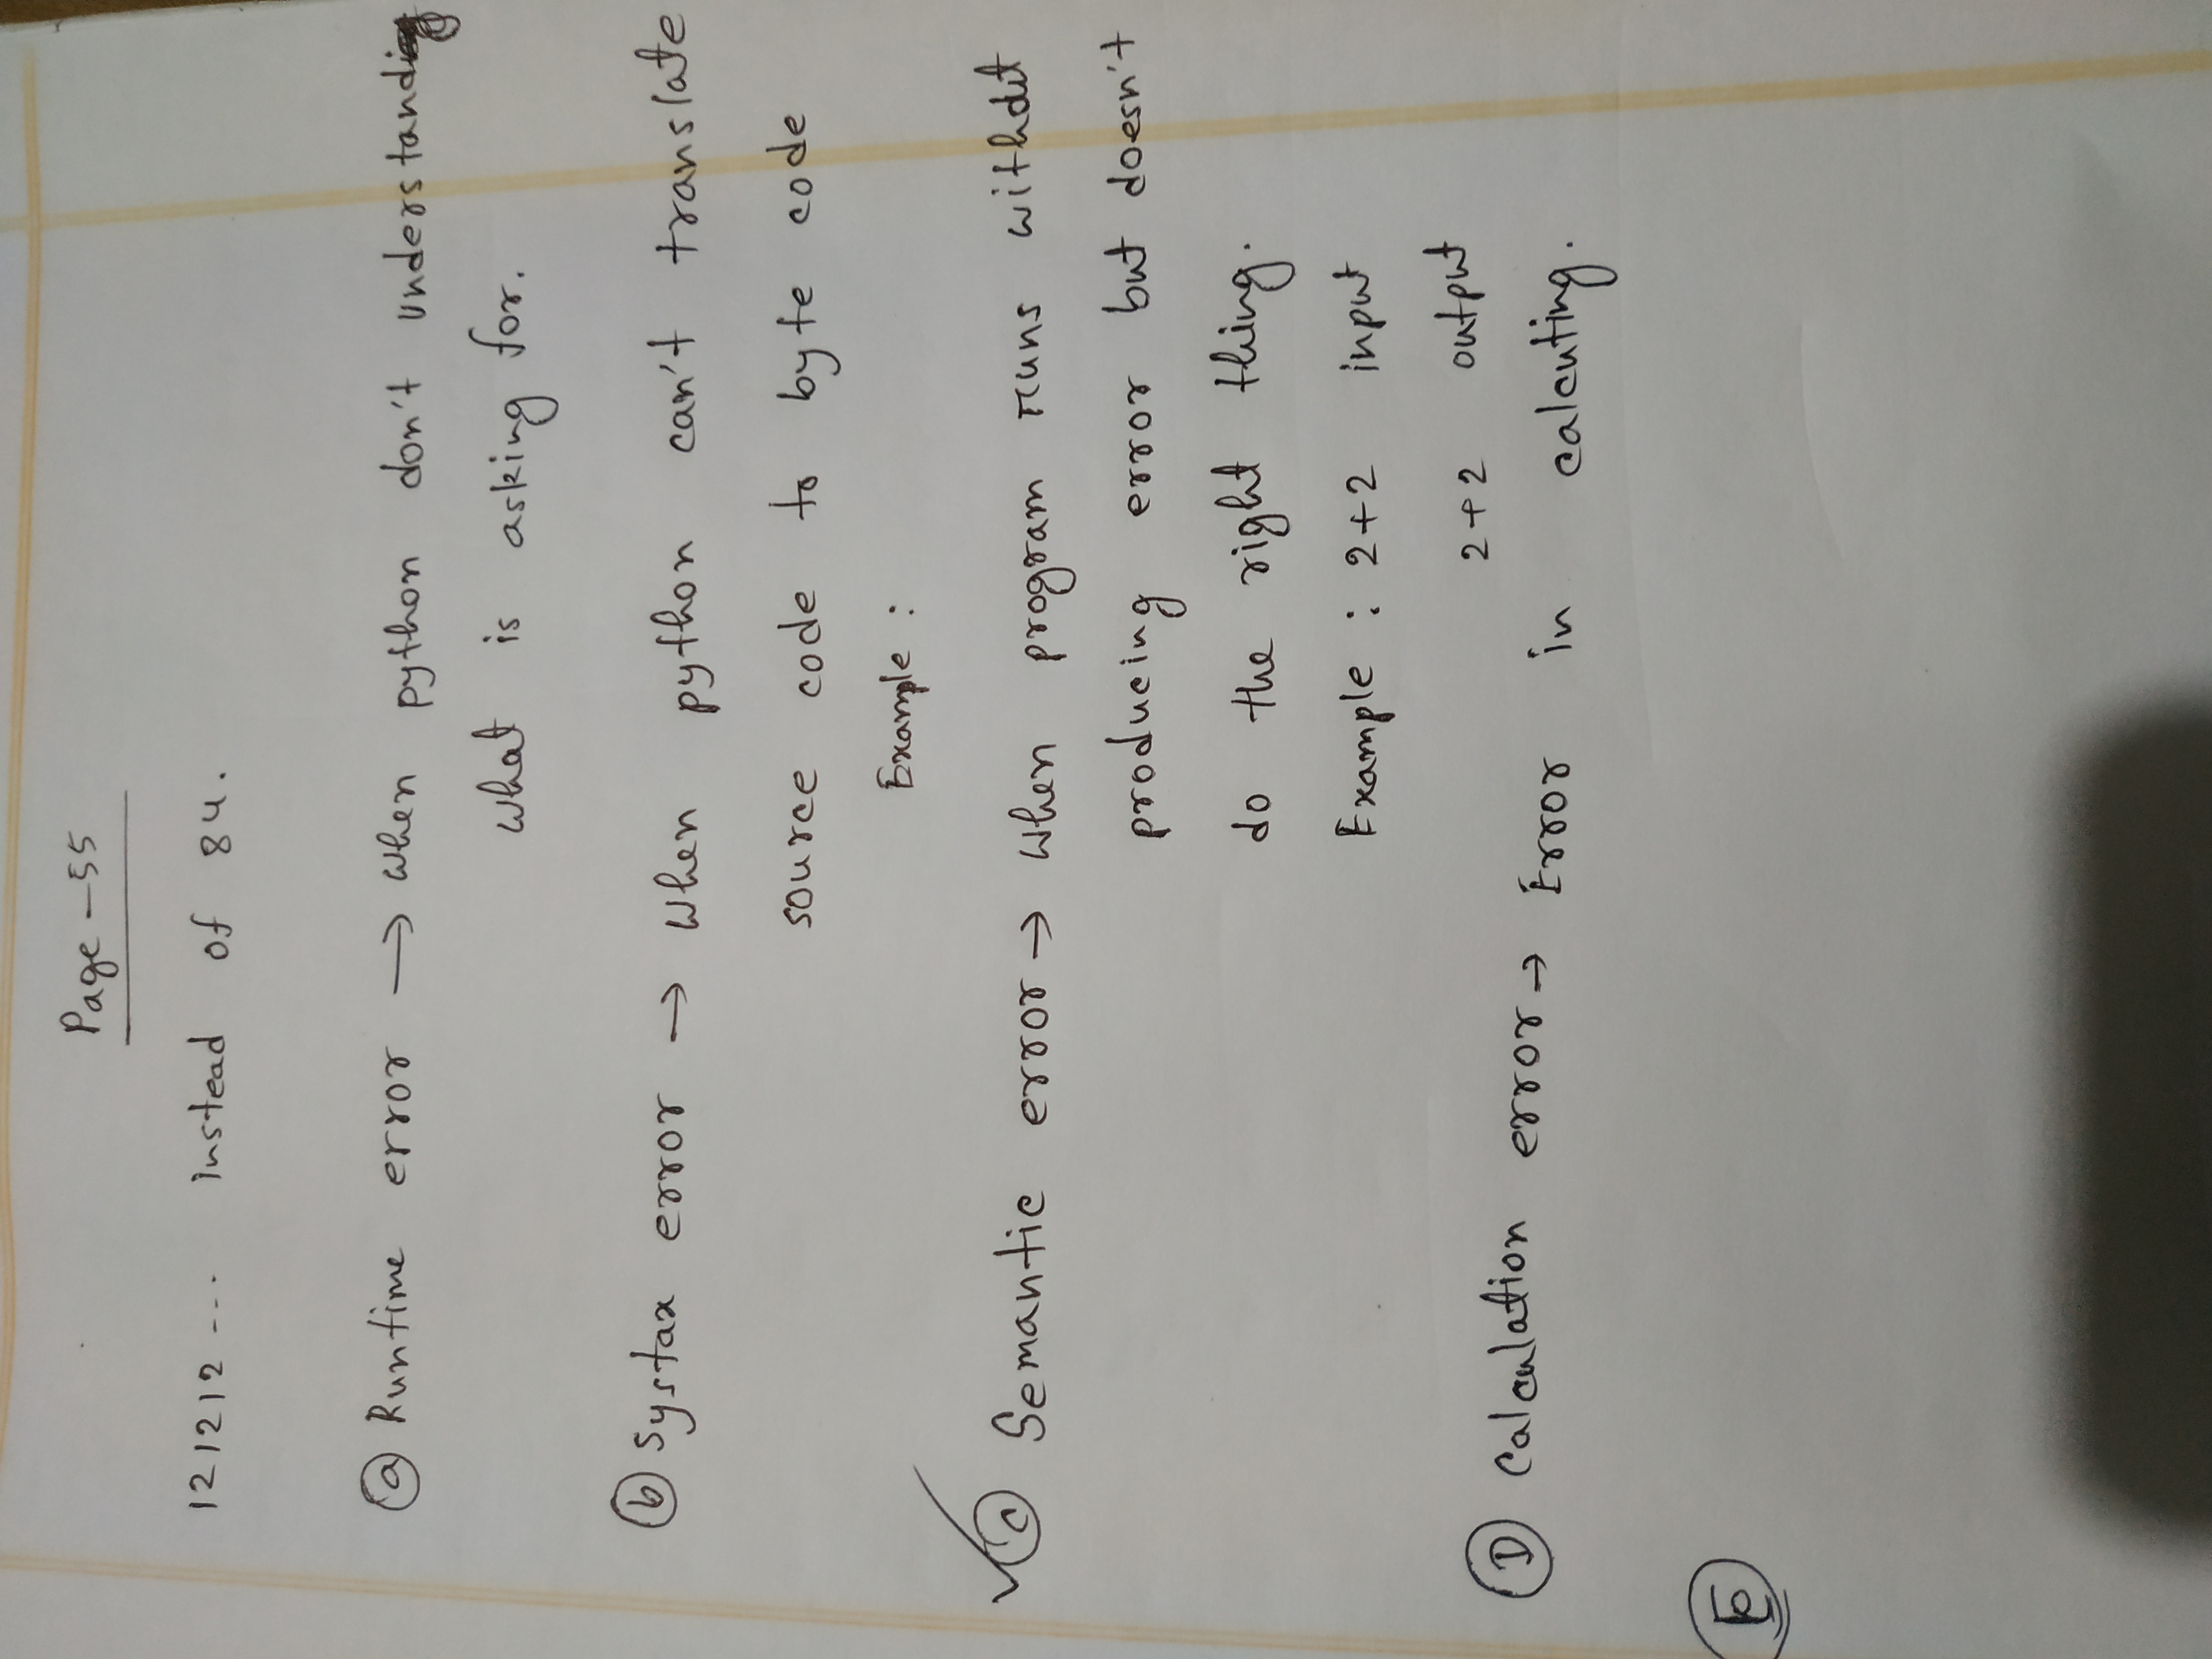 Page - 55
121212 --- instead of 84.
a Runtime error → when python don't understand
what is asking for.
b Systax error → when python can't translate
source code to byte code
Example :
c Semantic error → when program runs without
producing error but doesn't
do the right thing.
Example : 2+2 input
2+2 output
D Calculation error → Error in calcuting.
E